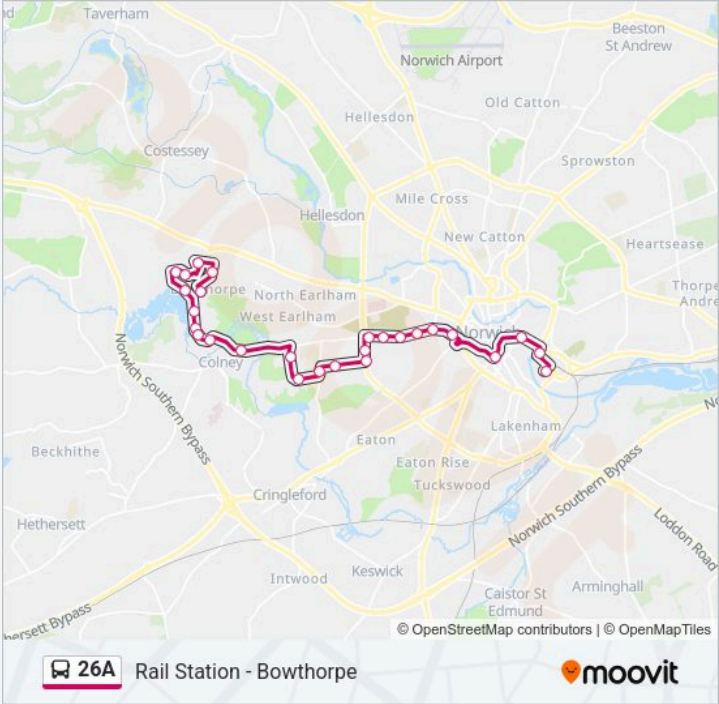 Taverham
Beeston
St Andrew
Norwich Airport
Old Catton
Hellesdon
Costessey
Sprowston
Mile Cross
Hellesdon
New Catton
Heartsease
Thorpe
Andre
North Earlham
West Earlham
Norwich
Colney
Norwich Southern Bypass
Lakenham
Eaton
Beckhithe
Eaton Rise
Tuckswood
Cringleford
Norwich Southern Bypass
Hethersett
Loddon Road
Keswick
Intwood
Arminghall
Caistor St
Edmund
hersett Bypass
© OpenStreetMap contributors | © OpenMapTiles
26A Rail Station - Bowthorpe
moovit